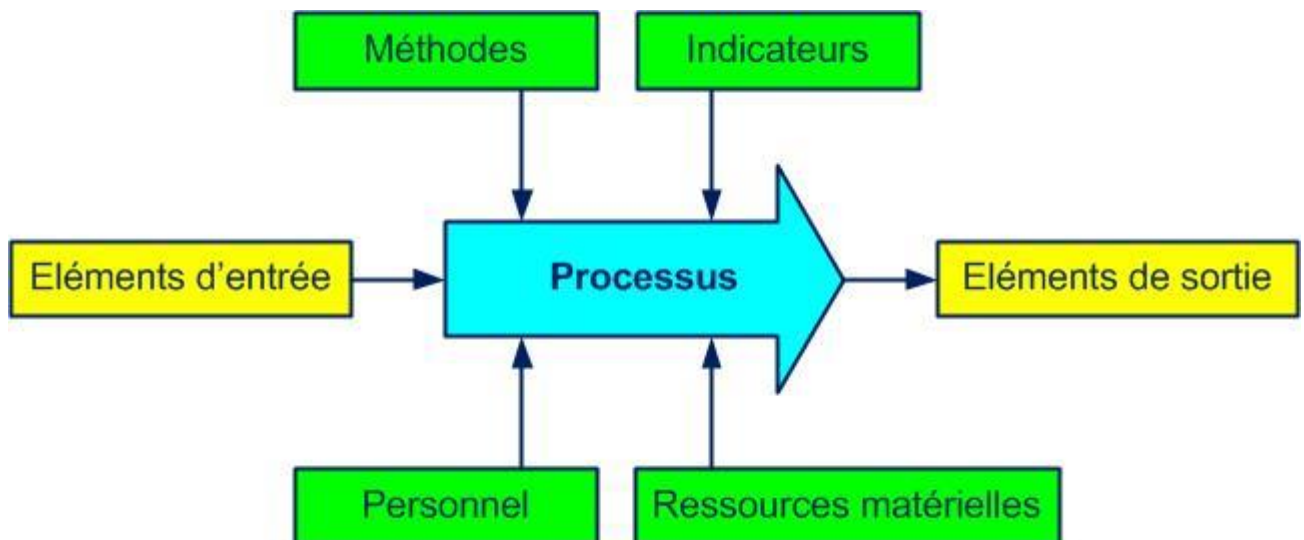 Méthodes
Indicateurs
Eléments d'entrée
Processus
Eléments de sortie
Personnel
Ressources matérielles